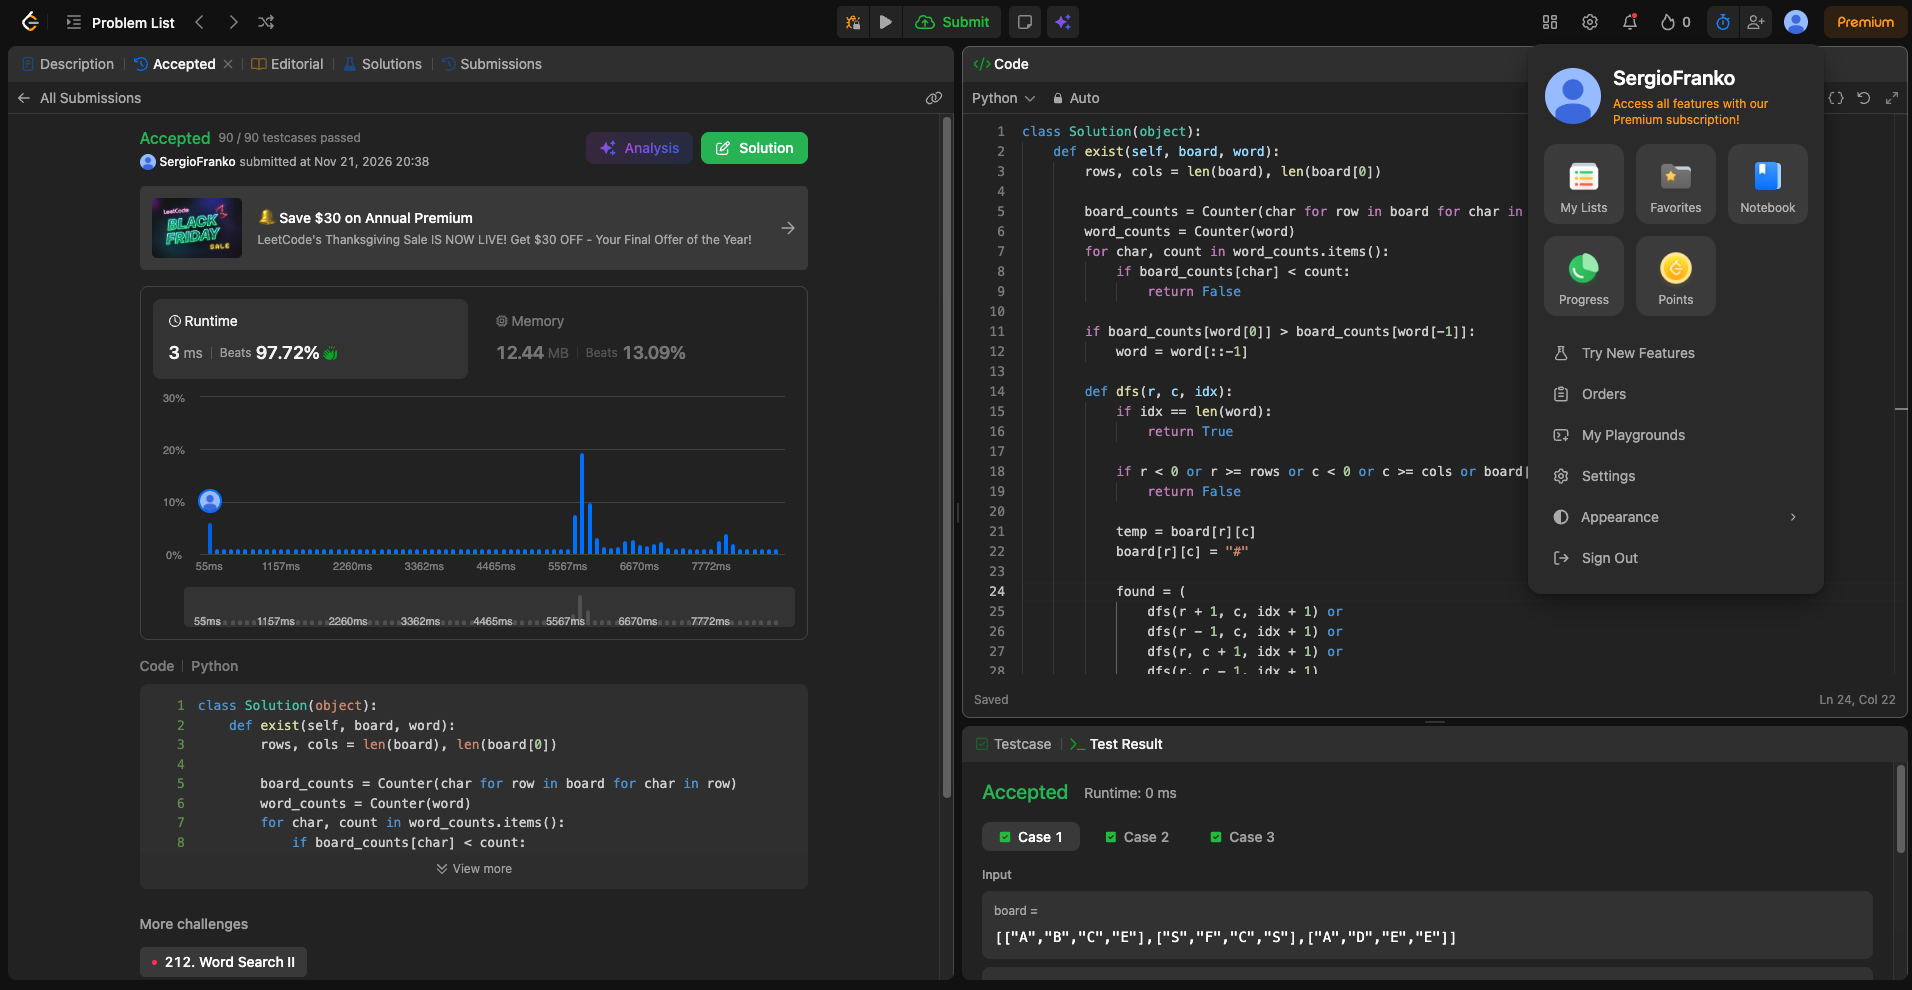 Problem List
Submit
0
Premium
Description
Accepted
Editorial
Solutions
Submissions
All Submissions
Accepted 90 / 90 testcases passed
SergioFranko submitted at Nov 21, 2026 20:38
Analysis
Solution
LeetCode
BLACK
FRIDAY
SALE
Save $30 on Annual Premium
LeetCode's Thanksgiving Sale IS NOW LIVE! Get $30 OFF - Your Final Offer of the Year!
Runtime
3 ms | Beats 97.72%
Memory
12.44 MB | Beats 13.09%
30%
20%
10%
0%
55ms 1157ms 2260ms 3362ms 4465ms 5567ms 6670ms 7772ms
55ms 1157ms 2260ms 3362ms 4465ms 5567ms 6670ms 7772ms
Code | Python
1 class Solution(object):
2 def exist(self, board, word):
3 rows, cols = len(board), len(board[0])
4
5 board_counts = Counter(char for row in board for char in row)
6 word_counts = Counter(word)
7 for char, count in word_counts.items():
8 if board_counts[char] < count:
View more
More challenges
212. Word Search II
</> Code
Python
Auto
1 class Solution(object):
2 def exist(self, board, word):
3 rows, cols = len(board), len(board[0])
4
5 board_counts = Counter(char for row in board for char in
6 word_counts = Counter(word)
7 for char, count in word_counts.items():
8 if board_counts[char] < count:
9 return False
10
11 if board_counts[word[0]] > board_counts[word[-1]]:
12 word = word[::-1]
13
14 def dfs(r, c, idx):
15 if idx == len(word):
16 return True
17
18 if r < 0 or r >= rows or c < 0 or c >= cols or board[
19 return False
20
21 temp = board[r][c]
22 board[r][c] = "#"
23
24 found = (
25 dfs(r + 1, c, idx + 1) or
26 dfs(r - 1, c, idx + 1) or
27 dfs(r, c + 1, idx + 1) or
28 dfs(r, c - 1, idx + 1)
Saved
Ln 24, Col 22
SergioFranko
Access all features with our
Premium subscription!
My Lists
Favorites
Notebook
Progress
Points
Try New Features
Orders
My Playgrounds
Settings
Appearance
Sign Out
Testcase
Test Result
Accepted Runtime: 0 ms
Case 1
Case 2
Case 3
Input
board =
[["A","B","C","E"],["S","F","C","S"],["A","D","E","E"]]